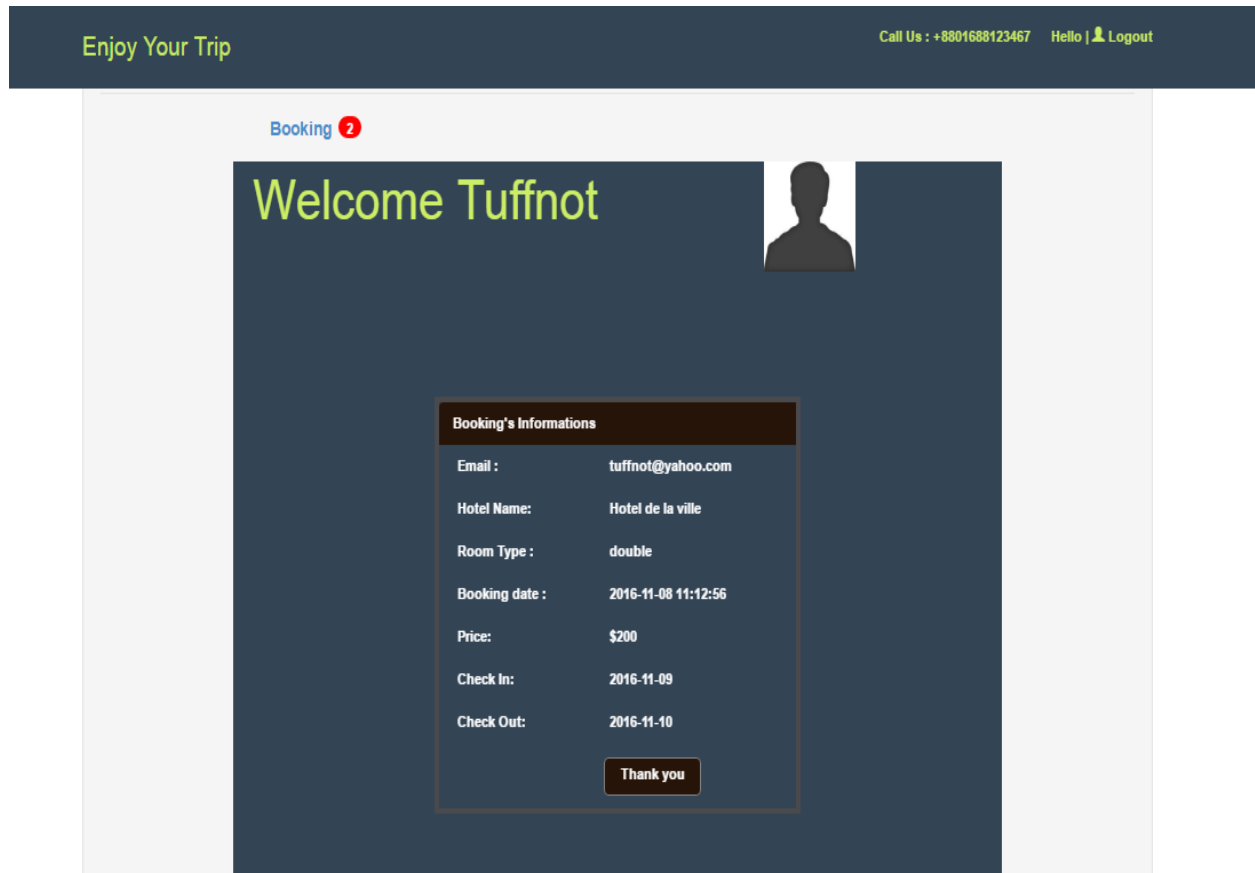 Enjoy Your Trip
Call Us : +8801688123467 Hello | Logout
Booking 2
Welcome Tuffnot
Booking's Informations
Email : tuffnot@yahoo.com
Hotel Name: Hotel de la ville
Room Type : double
Booking date : 2016-11-08 11:12:56
Price: $200
Check In: 2016-11-09
Check Out: 2016-11-10
Thank you